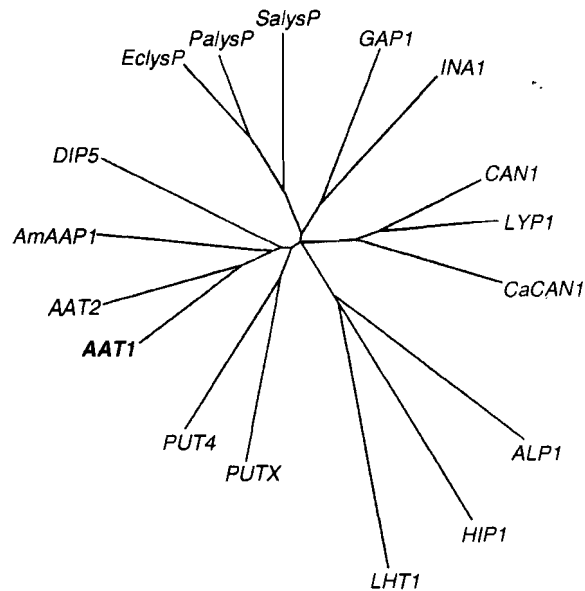 SalysP
PalysP
GAP1
EclysP
INA1
DIP5
CAN1
LYP1
AmAAP1
CaCAN1
AAT2
AAT1
PUT4
ALP1
PUTX
HIP1
LHT1